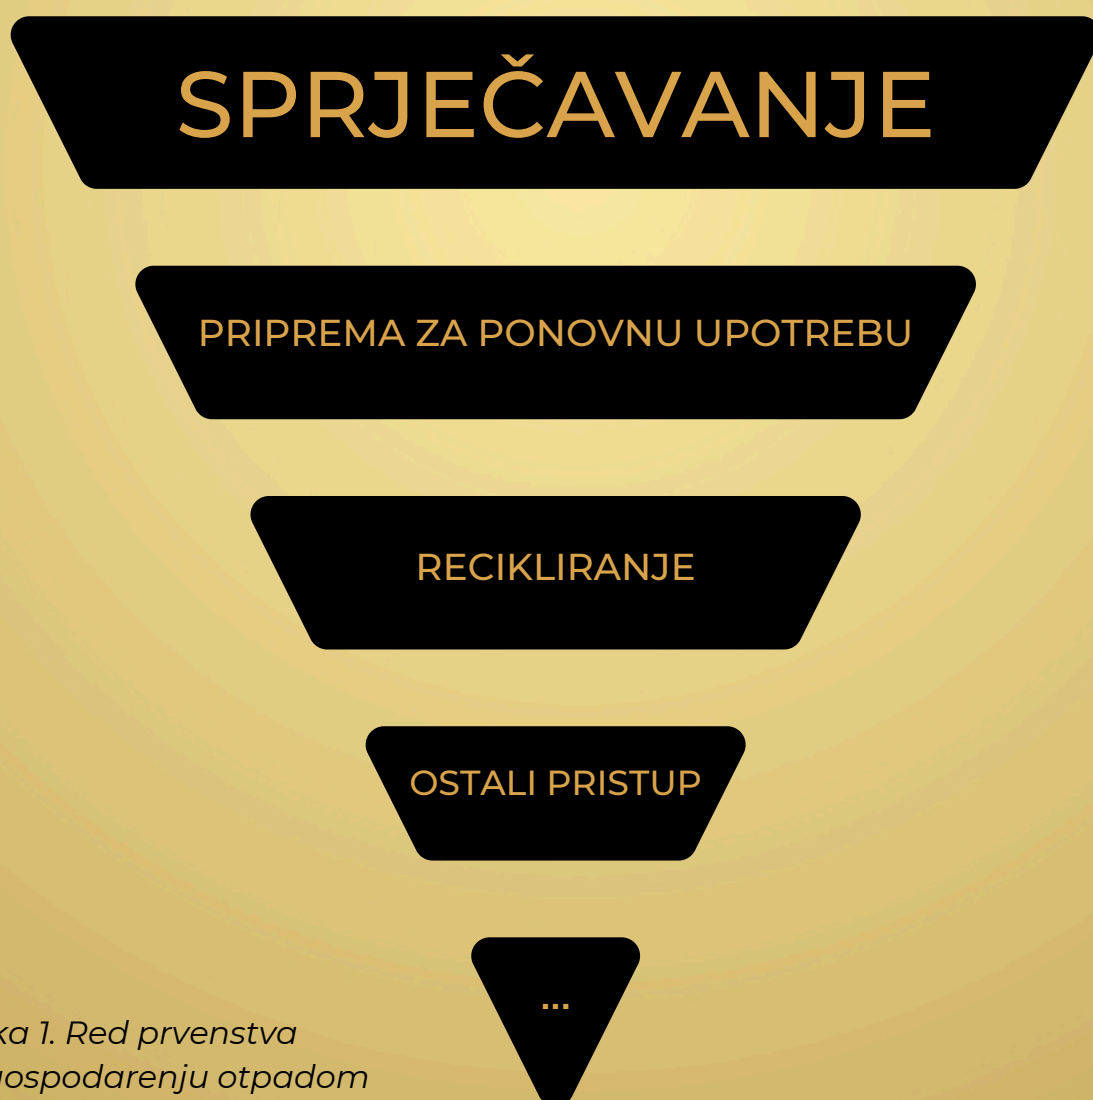 SPRJEČAVANJE
PRIPREMA ZA PONOVNU UPOTREBU
RECIKLIRANJE
OSTALI PRISTUP
...
1. Red prvenstva
otpadom